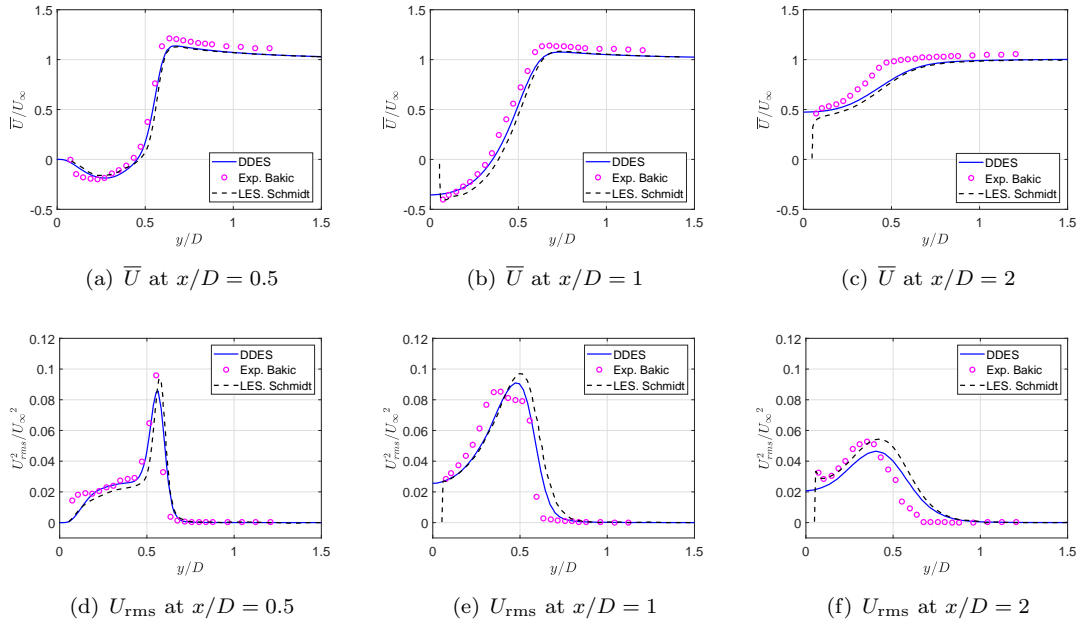 1.5
1
0.5
0
-0.5
U̅/U∞
0 0.5 1 1.5
y/D
DDES
Exp. Bakic
LES. Schmidt
(a) U̅ at x/D = 0.5
1.5
1
0.5
0
-0.5
U̅/U∞
0 0.5 1 1.5
y/D
DDES
Exp. Bakic
LES. Schmidt
(b) U̅ at x/D = 1
1.5
1
0.5
0
-0.5
U̅/U∞
0 0.5 1 1.5
y/D
DDES
Exp. Bakic
LES. Schmidt
(c) U̅ at x/D = 2
0.12
0.1
0.08
0.06
0.04
0.02
0
U²rms/U∞²
0 0.5 1 1.5
y/D
DDES
Exp. Bakic
LES. Schmidt
(d) Urms at x/D = 0.5
0.12
0.1
0.08
0.06
0.04
0.02
0
U²rms/U∞²
0 0.5 1 1.5
y/D
DDES
Exp. Bakic
LES. Schmidt
(e) Urms at x/D = 1
0.12
0.1
0.08
0.06
0.04
0.02
0
U²rms/U∞²
0 0.5 1 1.5
y/D
DDES
Exp. Bakic
LES. Schmidt
(f) Urms at x/D = 2